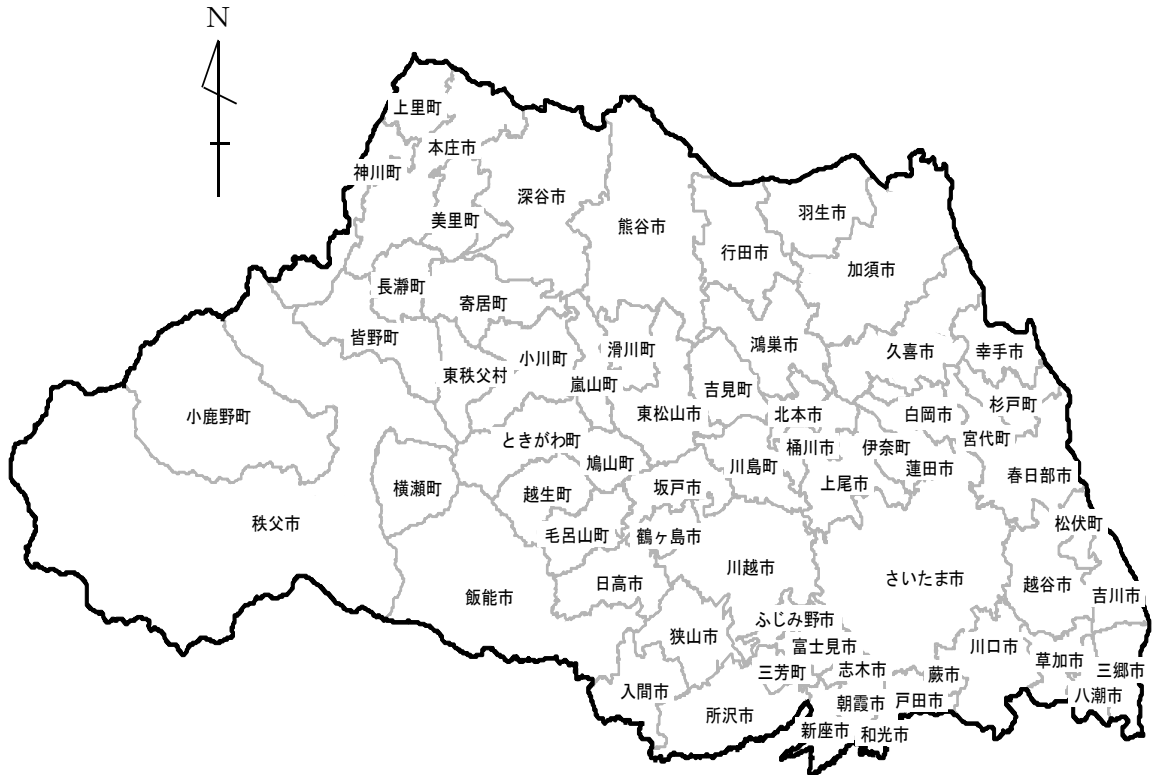 N
上里町
本庄市
神川町
深谷市
美里町
熊谷市
羽生市
行田市
加須市
長瀞町
寄居町
皆野町
鴻巣市
滑川町
久喜市
幸手市
小川町
東秩父村
嵐山町
吉見町
杉戸町
小鹿野町
東松山市
北本市
白岡市
ときがわ町
桶川市
伊奈町
宮代町
鳩山町
川島町
蓮田市
春日部市
横瀬町
越生町
坂戸市
上尾市
秩父市
松伏町
毛呂山町
鶴ヶ島市
川越市
さいたま市
日高市
越谷市
飯能市
吉川市
ふじみ野市
狭山市
富士見市
川口市
三芳町
志木市
蕨市
草加市
三郷市
入間市
朝霞市
戸田市
八潮市
所沢市
新座市
和光市